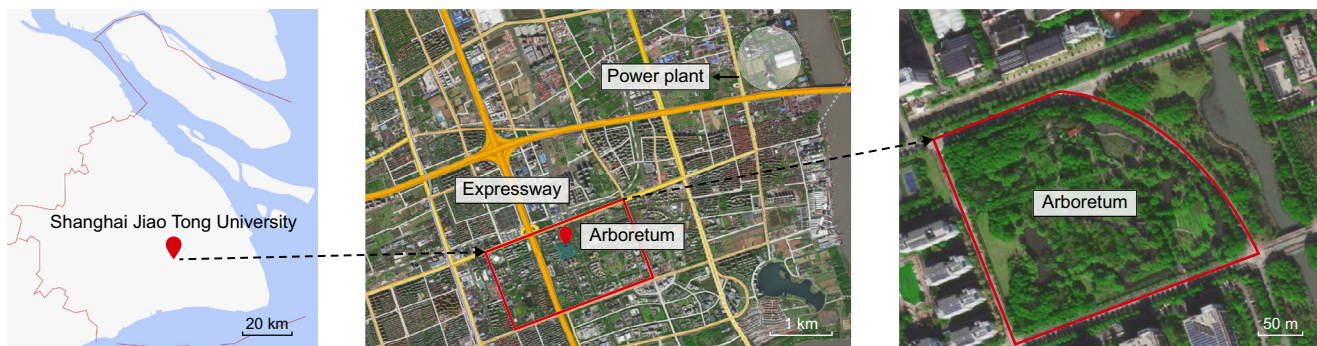 Shanghai Jiao Tong University
20 km
Power plant
Expressway
Arboretum
1 km
Arboretum
50 m